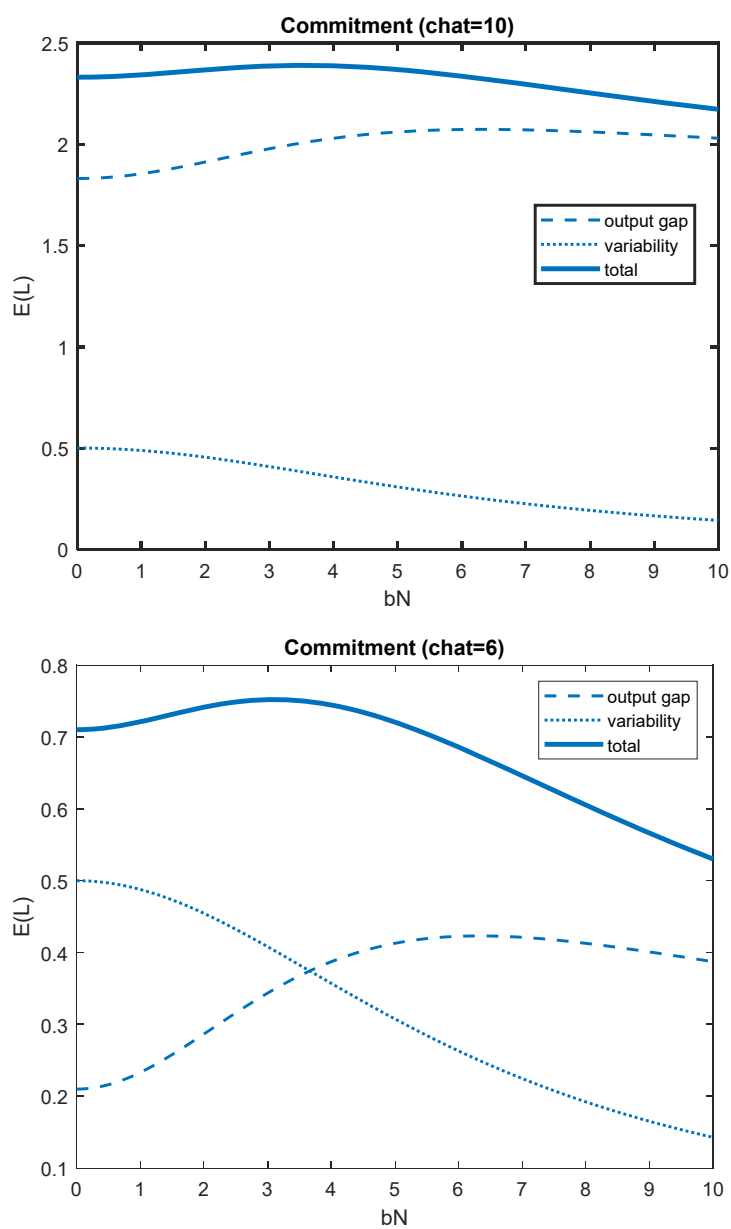 Commitment (chat=10)
2.5
2
1.5
1
0.5
0
E(L)
output gap
variability
total
0 1 2 3 4 5 6 7 8 9 10
bN
Commitment (chat=6)
0.8
0.7
0.6
0.5
0.4
0.3
0.2
0.1
E(L)
output gap
variability
total
0 1 2 3 4 5 6 7 8 9 10
bN